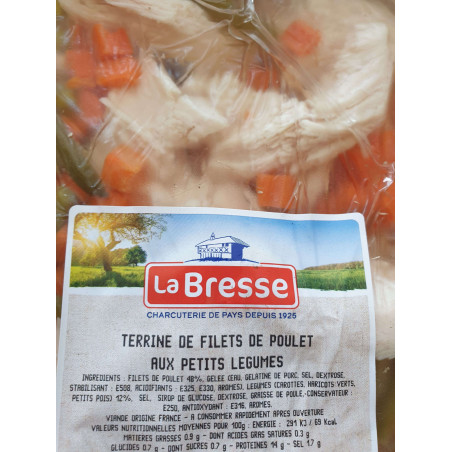 La Bresse
CHARCUTERIE DE PAYS DEPUIS 1925
TERRINE DE FILETS DE POULET
AUX PETITS LEGUMES
INGREDIENTS : FILETS DE POULET 48%, GELEE (EAU, GELATINE DE PORC, SEL, DEXTROSE,
STABILISANT : E508, ACIDIFIANTS : E325, E330, AROMES), LEGUMES (CAROTTES, HARICOTS VERTS,
PETITS POIS) 12%, SEL, SIROP DE GLUCOSE, DEXTROSE, GRAISSE DE POULE,-CONSERVATEUR :
E250, ANTIOXYDANT : E316, AROMES.
VIANDE ORIGINE FRANCE - A CONSOMMER RAPIDEMENT APRES OUVERTURE
VALEURS NUTRITIONNELLES MOYENNES POUR 100g : ENERGIE : 291 KJ / 69 Kcal
MATIERES GRASSES 0.9 g - DONT ACIDES GRAS SATURES 0.3 g
GLUCIDES 0.7 g - DONT SUCRES 0.7 g - PROTEINES 14 g - SEL 1.7 g